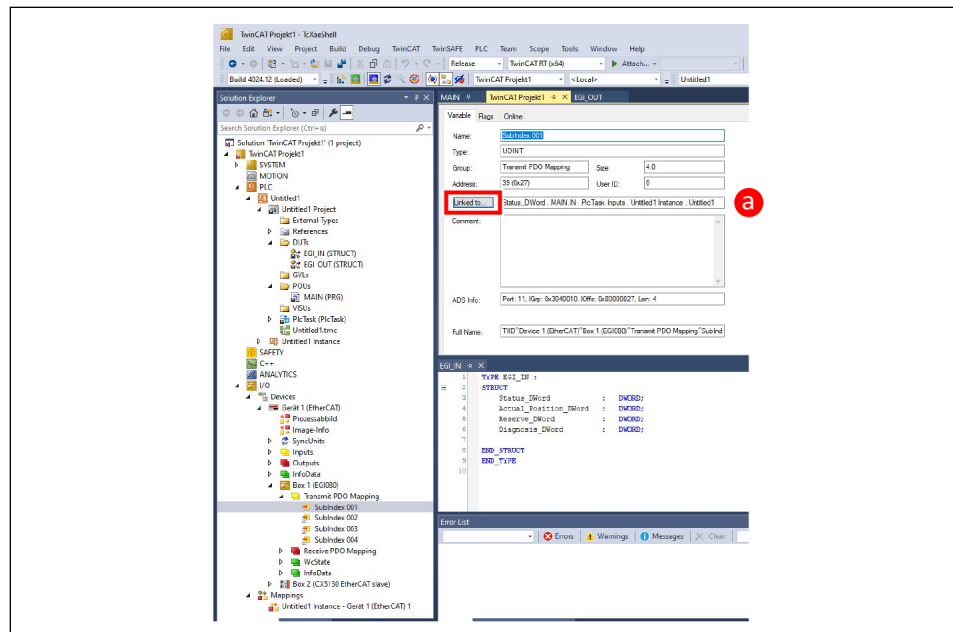 TwinCAT Projekt1 - TcXaeShell
File Edit View Project Build Debug TwinCAT TwinSAFE PLC Team Scope Tools Window Help
Release TwinCAT RT (x64) Attach...
Build 4024.12 (Loaded) TwinCAT Projekt1 <Local> Untitled1
Solution Explorer
Search Solution Explorer (Ctrl+ü)
Solution 'TwinCAT Projekt1' (1 project)
TwinCAT Projekt1
SYSTEM
MOTION
PLC
Untitled1
Untitled1 Project
External Types
References
DUTs
EGI_IN (STRUCT)
EGI_OUT (STRUCT)
GVLs
POUs
MAIN (PRG)
VISUs
PlcTask (PlcTask)
Untitled1.tmc
Untitled1 Instance
SAFETY
C++
ANALYTICS
I/O
Devices
Gerät 1 (EtherCAT)
Prozessabbild
Image-Info
SyncUnits
Inputs
Outputs
InfoData
Box 1 (EGI080)
Transmit PDO Mapping
SubIndex 001
SubIndex 002
SubIndex 003
SubIndex 004
Receive PDO Mapping
WcState
InfoData
Box 2 (CX5130 EtherCAT slave)
Mappings
Untitled1 Instance - Gerät 1 (EtherCAT) 1
MAIN TwinCAT Projekt1 EGI_OUT
Variable Flags Online
Name: SubIndex 001
Type: UDINT
Group: Transmit PDO Mapping Size: 4.0
Address: 39 (0x27) User ID: 0
Linked to... Status_DWord . MAIN.IN . PlcTask Inputs . Untitled1 Instance . Untitled1
a
Comment:
ADS Info: Port: 11, IGrp: 0x3040010, IOffs: 0x80000027, Len: 4
Full Name: TIID^Device 1 (EtherCAT)^Box 1 (EGI080)^Transmit PDO Mapping^SubInd
EGI_IN
1 TYPE EGI_IN :
2 STRUCT
3 Status_DWord : DWORD;
4 Actual_Position_DWord : DWORD;
5 Reserve_DWord : DWORD;
6 Diagnosis_DWord : DWORD;
7
8 END_STRUCT
9 END_TYPE
10
Error List
Errors Warnings Messages Clear